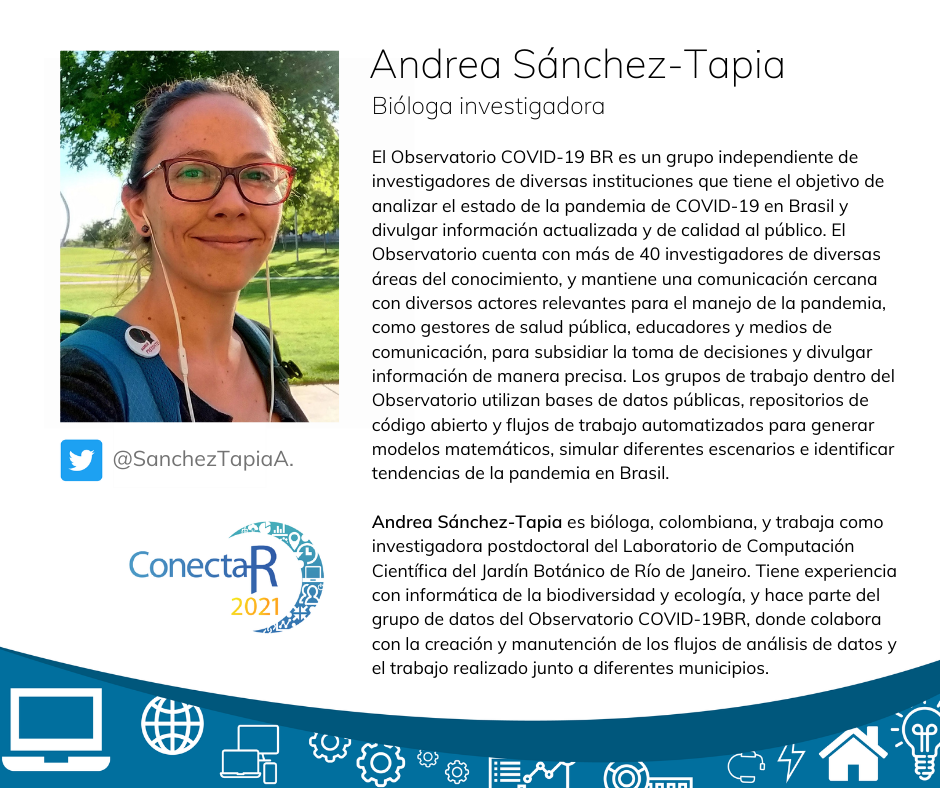 Andrea Sánchez-Tapia
Bióloga investigadora
El Observatorio COVID-19 BR es un grupo independiente de
investigadores de diversas instituciones que tiene el objetivo de
analizar el estado de la pandemia de COVID-19 en Brasil y
divulgar información actualizada y de calidad al público. El
Observatorio cuenta con más de 40 investigadores de diversas
áreas del conocimiento, y mantiene una comunicación cercana
con diversos actores relevantes para el manejo de la pandemia,
como gestores de salud pública, educadores y medios de
comunicación, para subsidiar la toma de decisiones y divulgar
información de manera precisa. Los grupos de trabajo dentro del
Observatorio utilizan bases de datos públicas, repositorios de
código abierto y flujos de trabajo automatizados para generar
modelos matemáticos, simular diferentes escenarios e identificar
tendencias de la pandemia en Brasil.
Andrea Sánchez-Tapia es bióloga, colombiana, y trabaja como
investigadora postdoctoral del Laboratorio de Computación
Científica del Jardín Botánico de Río de Janeiro. Tiene experiencia
con informática de la biodiversidad y ecología, y hace parte del
grupo de datos del Observatorio COVID-19BR, donde colabora
con la creación y manutención de los flujos de análisis de datos y
el trabajo realizado junto a diferentes municipios.
@SanchezTapiaA.
ConectaR
2021